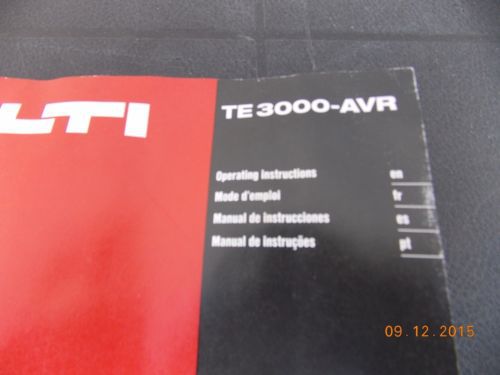 LTI
TE 3000-AVR
Operating instructions en
Mode d'emploi fr
Manual de instrucciones es
Manual de instruções pt
09.12.2015